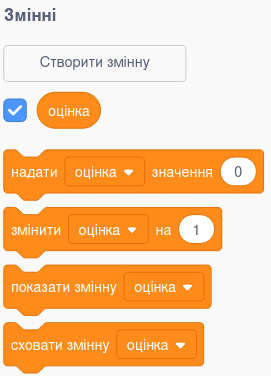 Змінні
Створити змінну
оцінка
надати оцінка значення 0
змінити оцінка на 1
показати змінну оцінка
сховати змінну оцінка